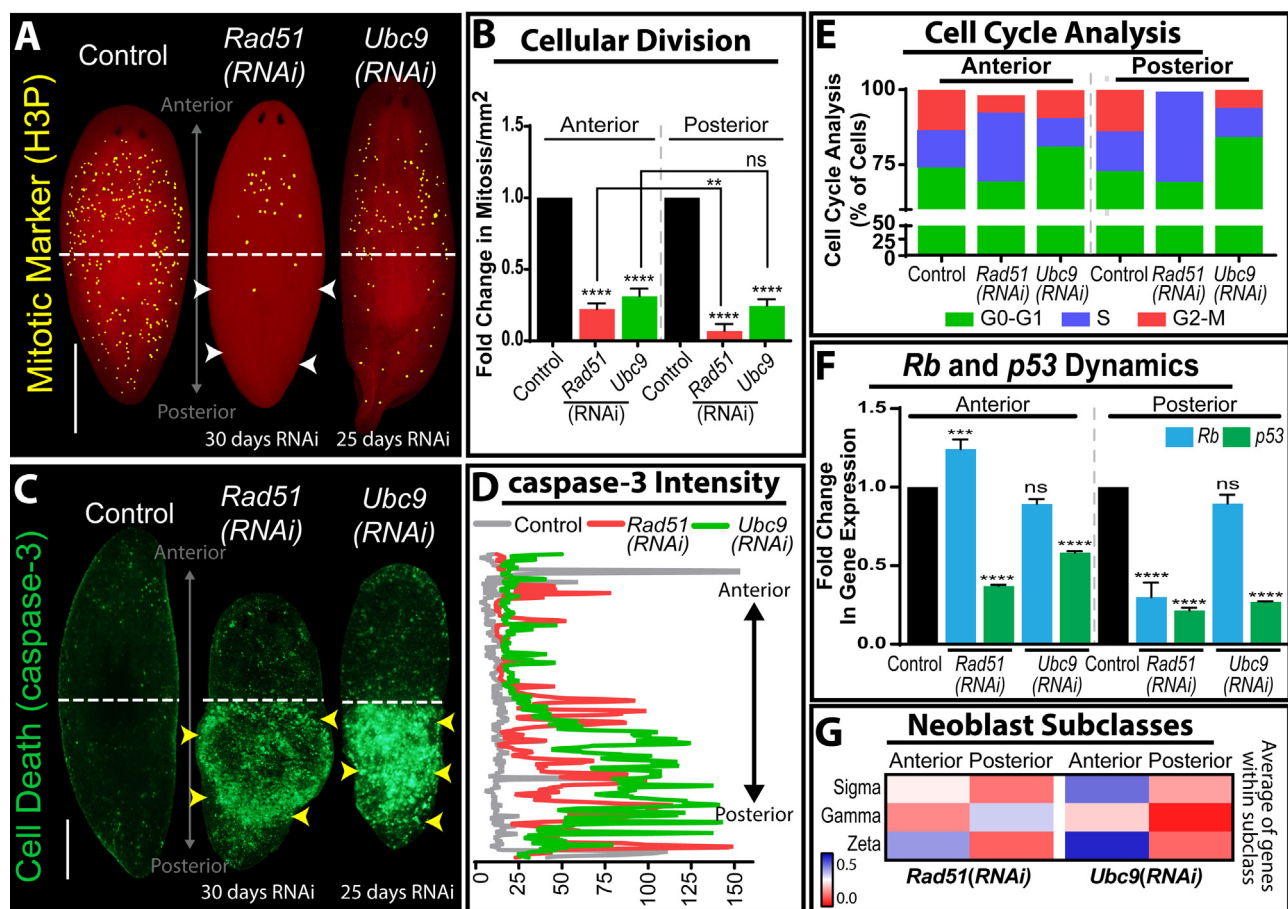 A
Mitotic Marker (H3P)
Control
Rad51
(RNAi)
Ubc9
(RNAi)
Anterior
Posterior
30 days RNAi
25 days RNAi
B
Cellular Division
Fold Change in Mitosis/mm2
Anterior
Posterior
1.5
1.0
0.5
0.0
ns
**
****
****
****
****
Control
Rad51
Ubc9
(RNAi)
Control
Rad51
Ubc9
(RNAi)
C
Cell Death (caspase-3)
Control
Rad51
(RNAi)
Ubc9
(RNAi)
Anterior
Posterior
30 days RNAi
25 days RNAi
D
caspase-3 Intensity
Control
Rad51
(RNAi)
Ubc9
(RNAi)
Anterior
Posterior
0
25
50
75
100
125
150
E
Cell Cycle Analysis
Anterior
Posterior
Cell Cycle Analysis
(% of Cells)
100
75
50
25
0
Control
Rad51
(RNAi)
Ubc9
(RNAi)
Control
Rad51
(RNAi)
Ubc9
(RNAi)
G0-G1
S
G2-M
F
Rb and p53 Dynamics
Anterior
Posterior
Rb
p53
Fold Change
In Gene Expression
1.5
1.0
0.5
0.0
***
****
ns
****
****
****
ns
****
Control
Rad51
(RNAi)
Ubc9
(RNAi)
Control
Rad51
(RNAi)
Ubc9
(RNAi)
G
Neoblast Subclasses
Anterior
Posterior
Anterior
Posterior
Sigma
Gamma
Zeta
Rad51(RNAi)
Ubc9(RNAi)
Average of genes
within subclass
0.5
0.0